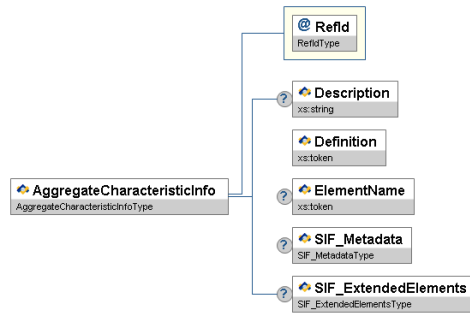 @ RefId
RefIdType
? Description
xs:string
Definition
xs:token
AggregateCharacteristicInfo
AggregateCharacteristicInfoType
? ElementName
xs:token
? SIF_Metadata
SIF_MetadataType
? SIF_ExtendedElements
SIF_ExtendedElementsType